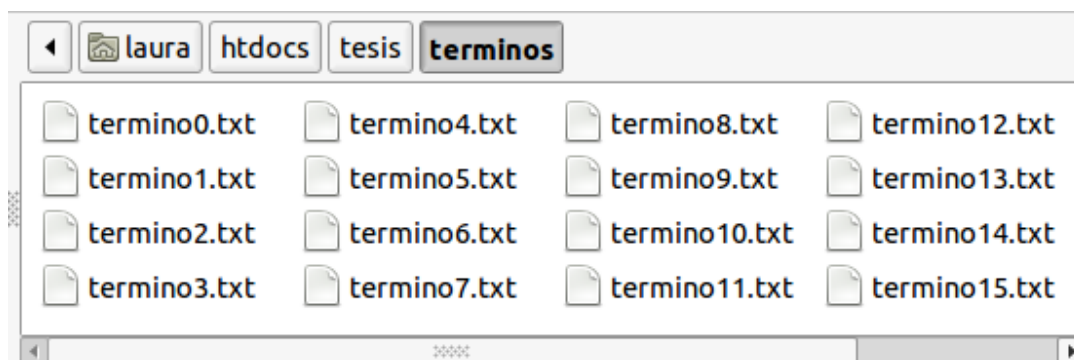 laura htdocs tesis terminos
termino0.txt termino4.txt termino8.txt termino12.txt
termino1.txt termino5.txt termino9.txt termino13.txt
termino2.txt termino6.txt termino10.txt termino14.txt
termino3.txt termino7.txt termino11.txt termino15.txt